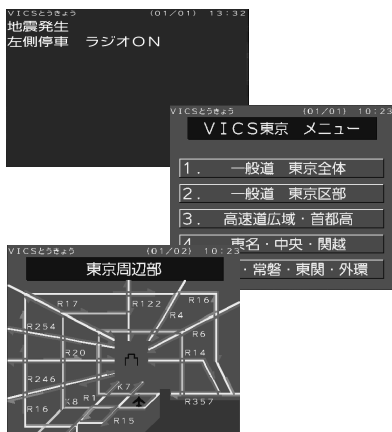 VICSとうきょう (01/01) 13:32
地震発生
左側停車 ラジオON
VICSとうきょう (01/01) 10:23
VICS東京 メニュー
1. 一般道 東京全体
2. 一般道 東京区部
3. 高速道広域・首都高
4 東名・中央・関越
・常磐・東関・外環
VICSとうきょう (01/02) 10:23
東京周辺部
R17
R122
R16
R4
R254
R6
R20
R14
R246
K7
K8
R1
R16
R357
R15